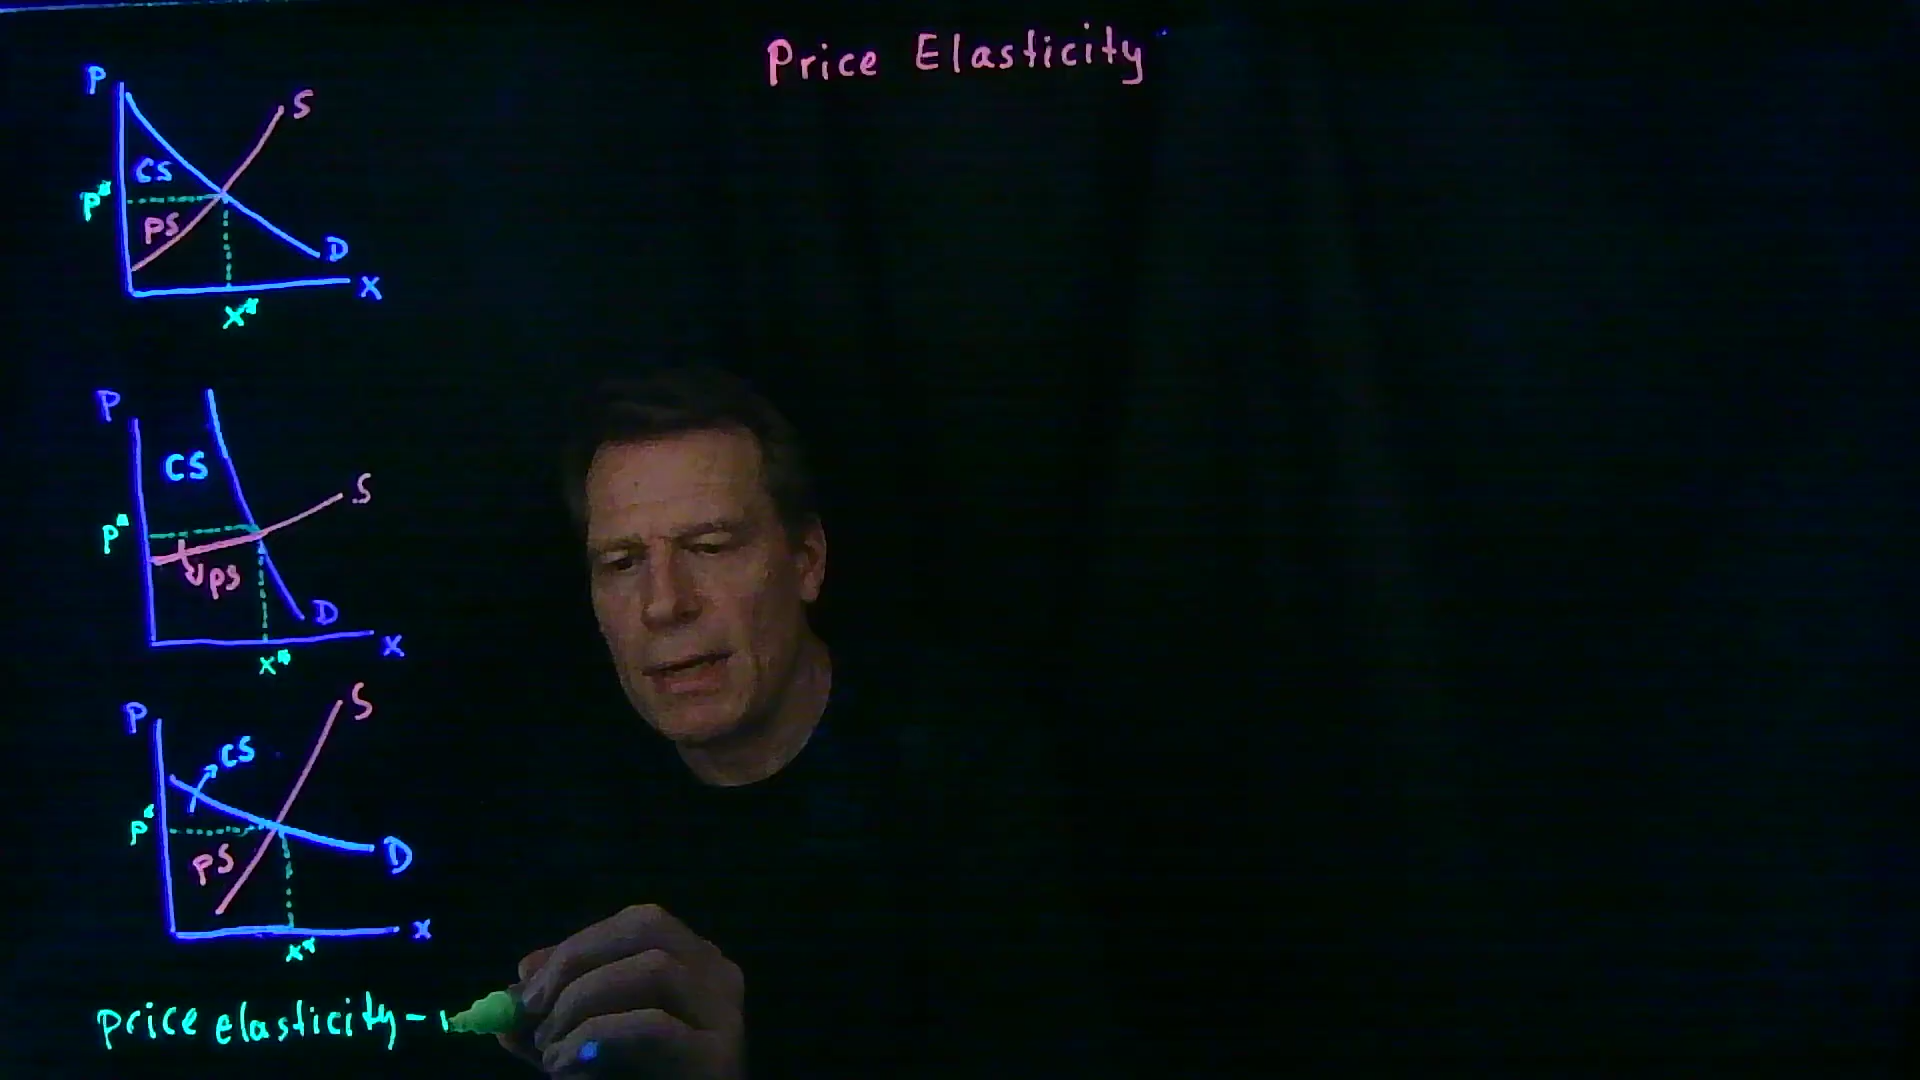 Price Elasticity
P
S
CS
P*
PS
D
X
X*
P
CS
S
P*
PS
D
X
X*
P
S
CS
P*
PS
D
X
X*
price elasticity -